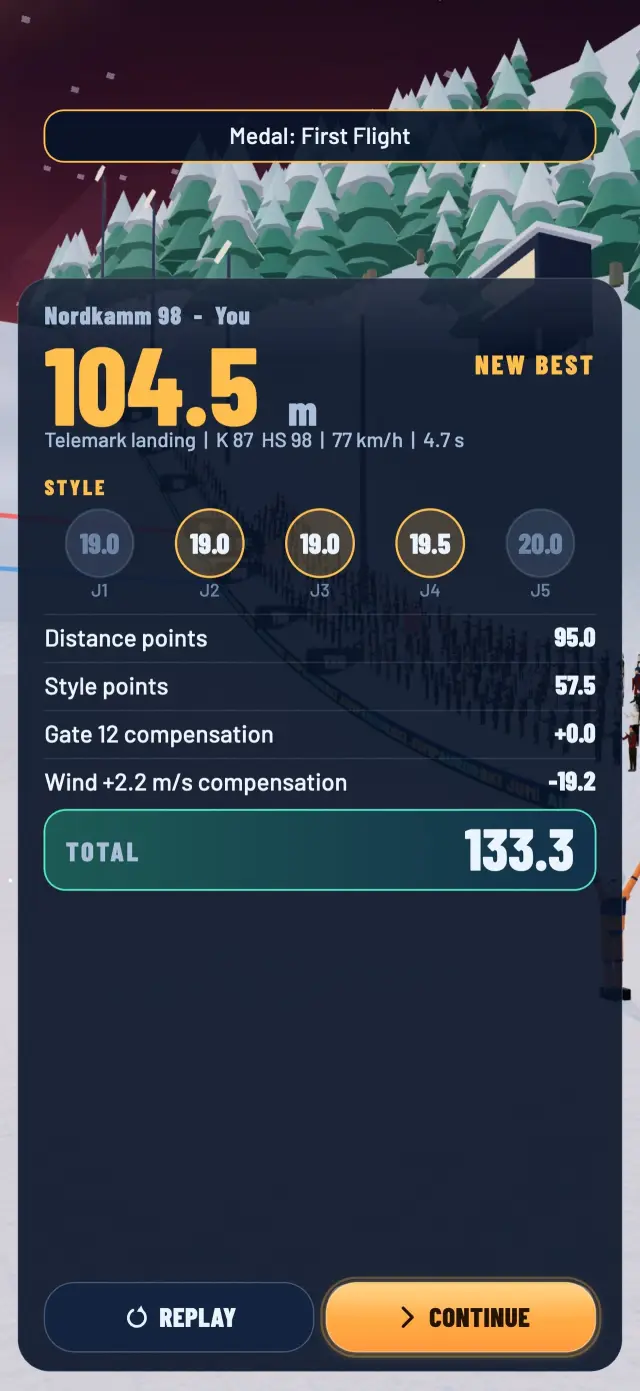 Medal: First Flight
Nordkamm 98 - You
104.5 m
NEW BEST
Telemark landing | K 87 HS 98 | 77 km/h | 4.7 s
STYLE
19.0 19.0 19.0 19.5 20.0
J1 J2 J3 J4 J5
Distance points 95.0
Style points 57.5
Gate 12 compensation +0.0
Wind +2.2 m/s compensation -19.2
TOTAL 133.3
REPLAY
CONTINUE